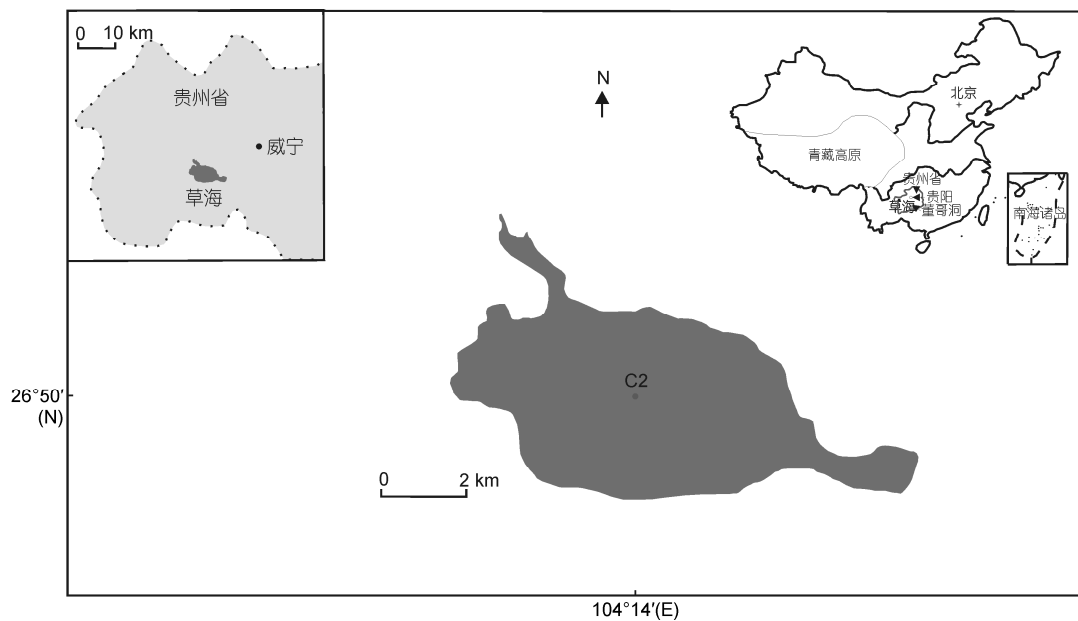 0 10 km
贵州省
威宁
草海
N
北京
青藏高原
贵州省
贵阳
草海
董哥洞
南海诸岛
C2
26°50′
(N)
0 2 km
104°14′(E)